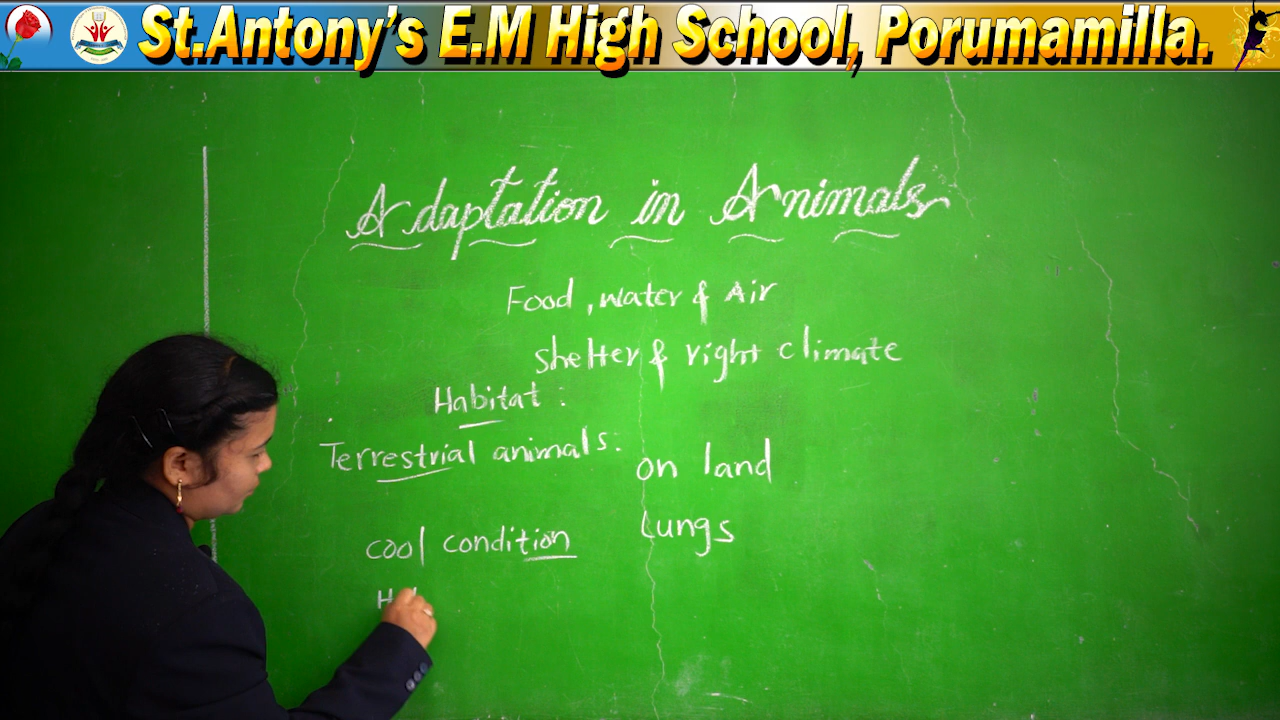 St.Antony's E.M High School, Porumamilla.
Adaptation in Animals
Food, water & Air
shelter & right climate
Habitat :
Terrestrial animals: on land
Lungs
cool condition